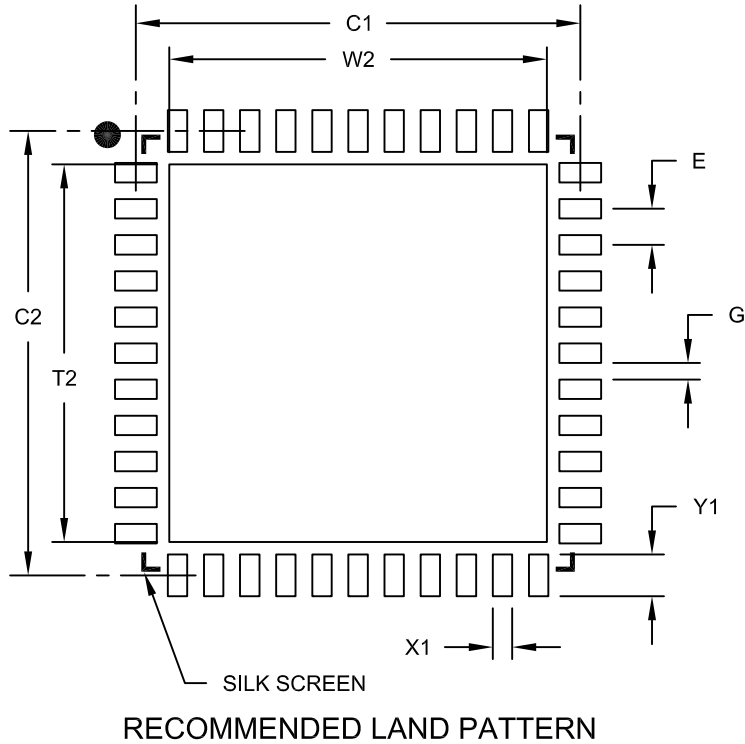 C1
W2
E
C2
G
T2
Y1
X1
SILK SCREEN
RECOMMENDED LAND PATTERN